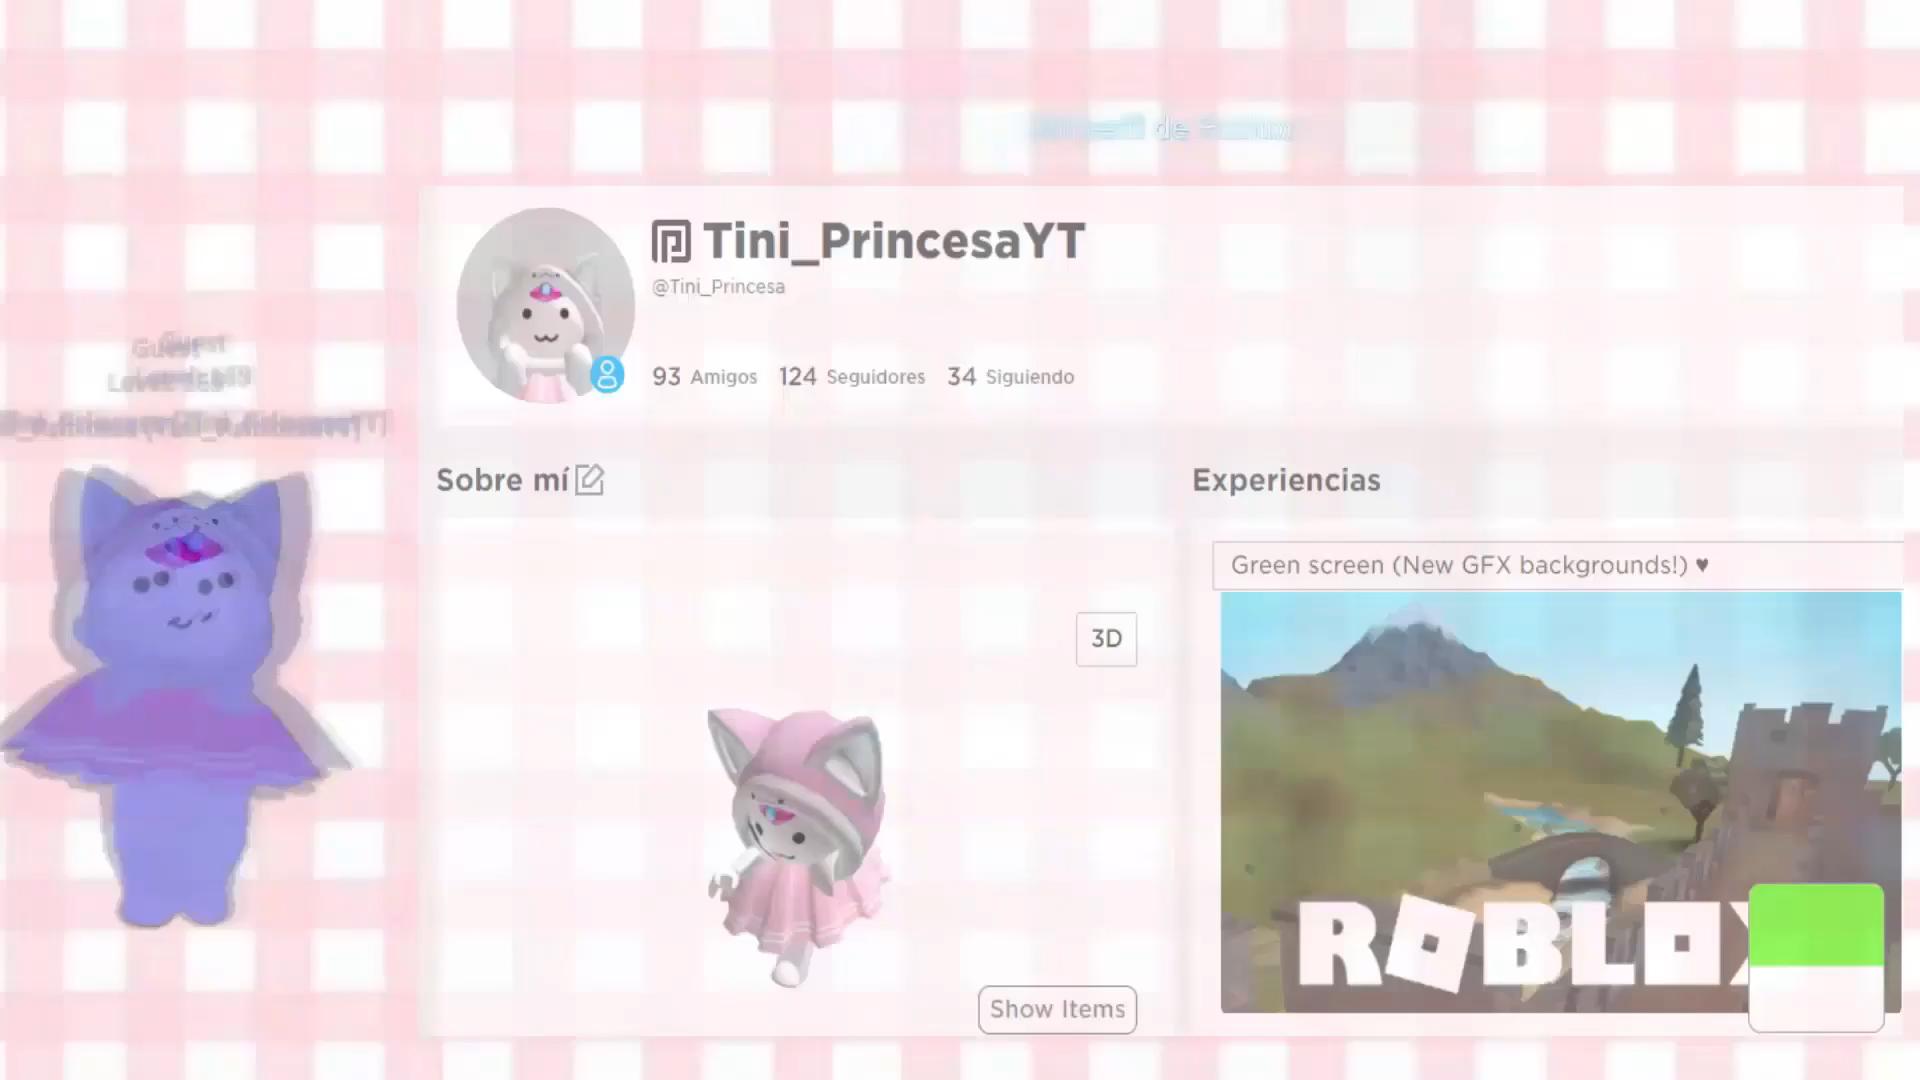 de
Tini_PrincesaYT
@Tini_Princesa
93 Amigos 124 Seguidores 34 Siguiendo
Sobre mí
Experiencias
Green screen (New GFX backgrounds!) ♥
3D
ROBLOX
Show Items